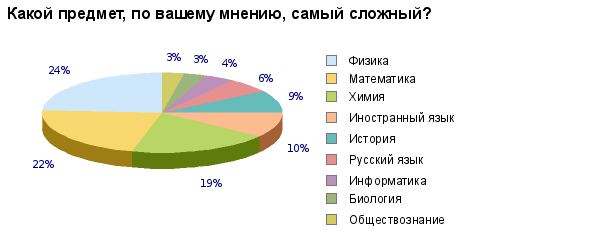 Какой предмет, по вашему мнению, самый сложный?
3%
3%
4%
6%
9%
10%
19%
22%
24%
Физика
Математика
Химия
Иностранный язык
История
Русский язык
Информатика
Биология
Обществознание